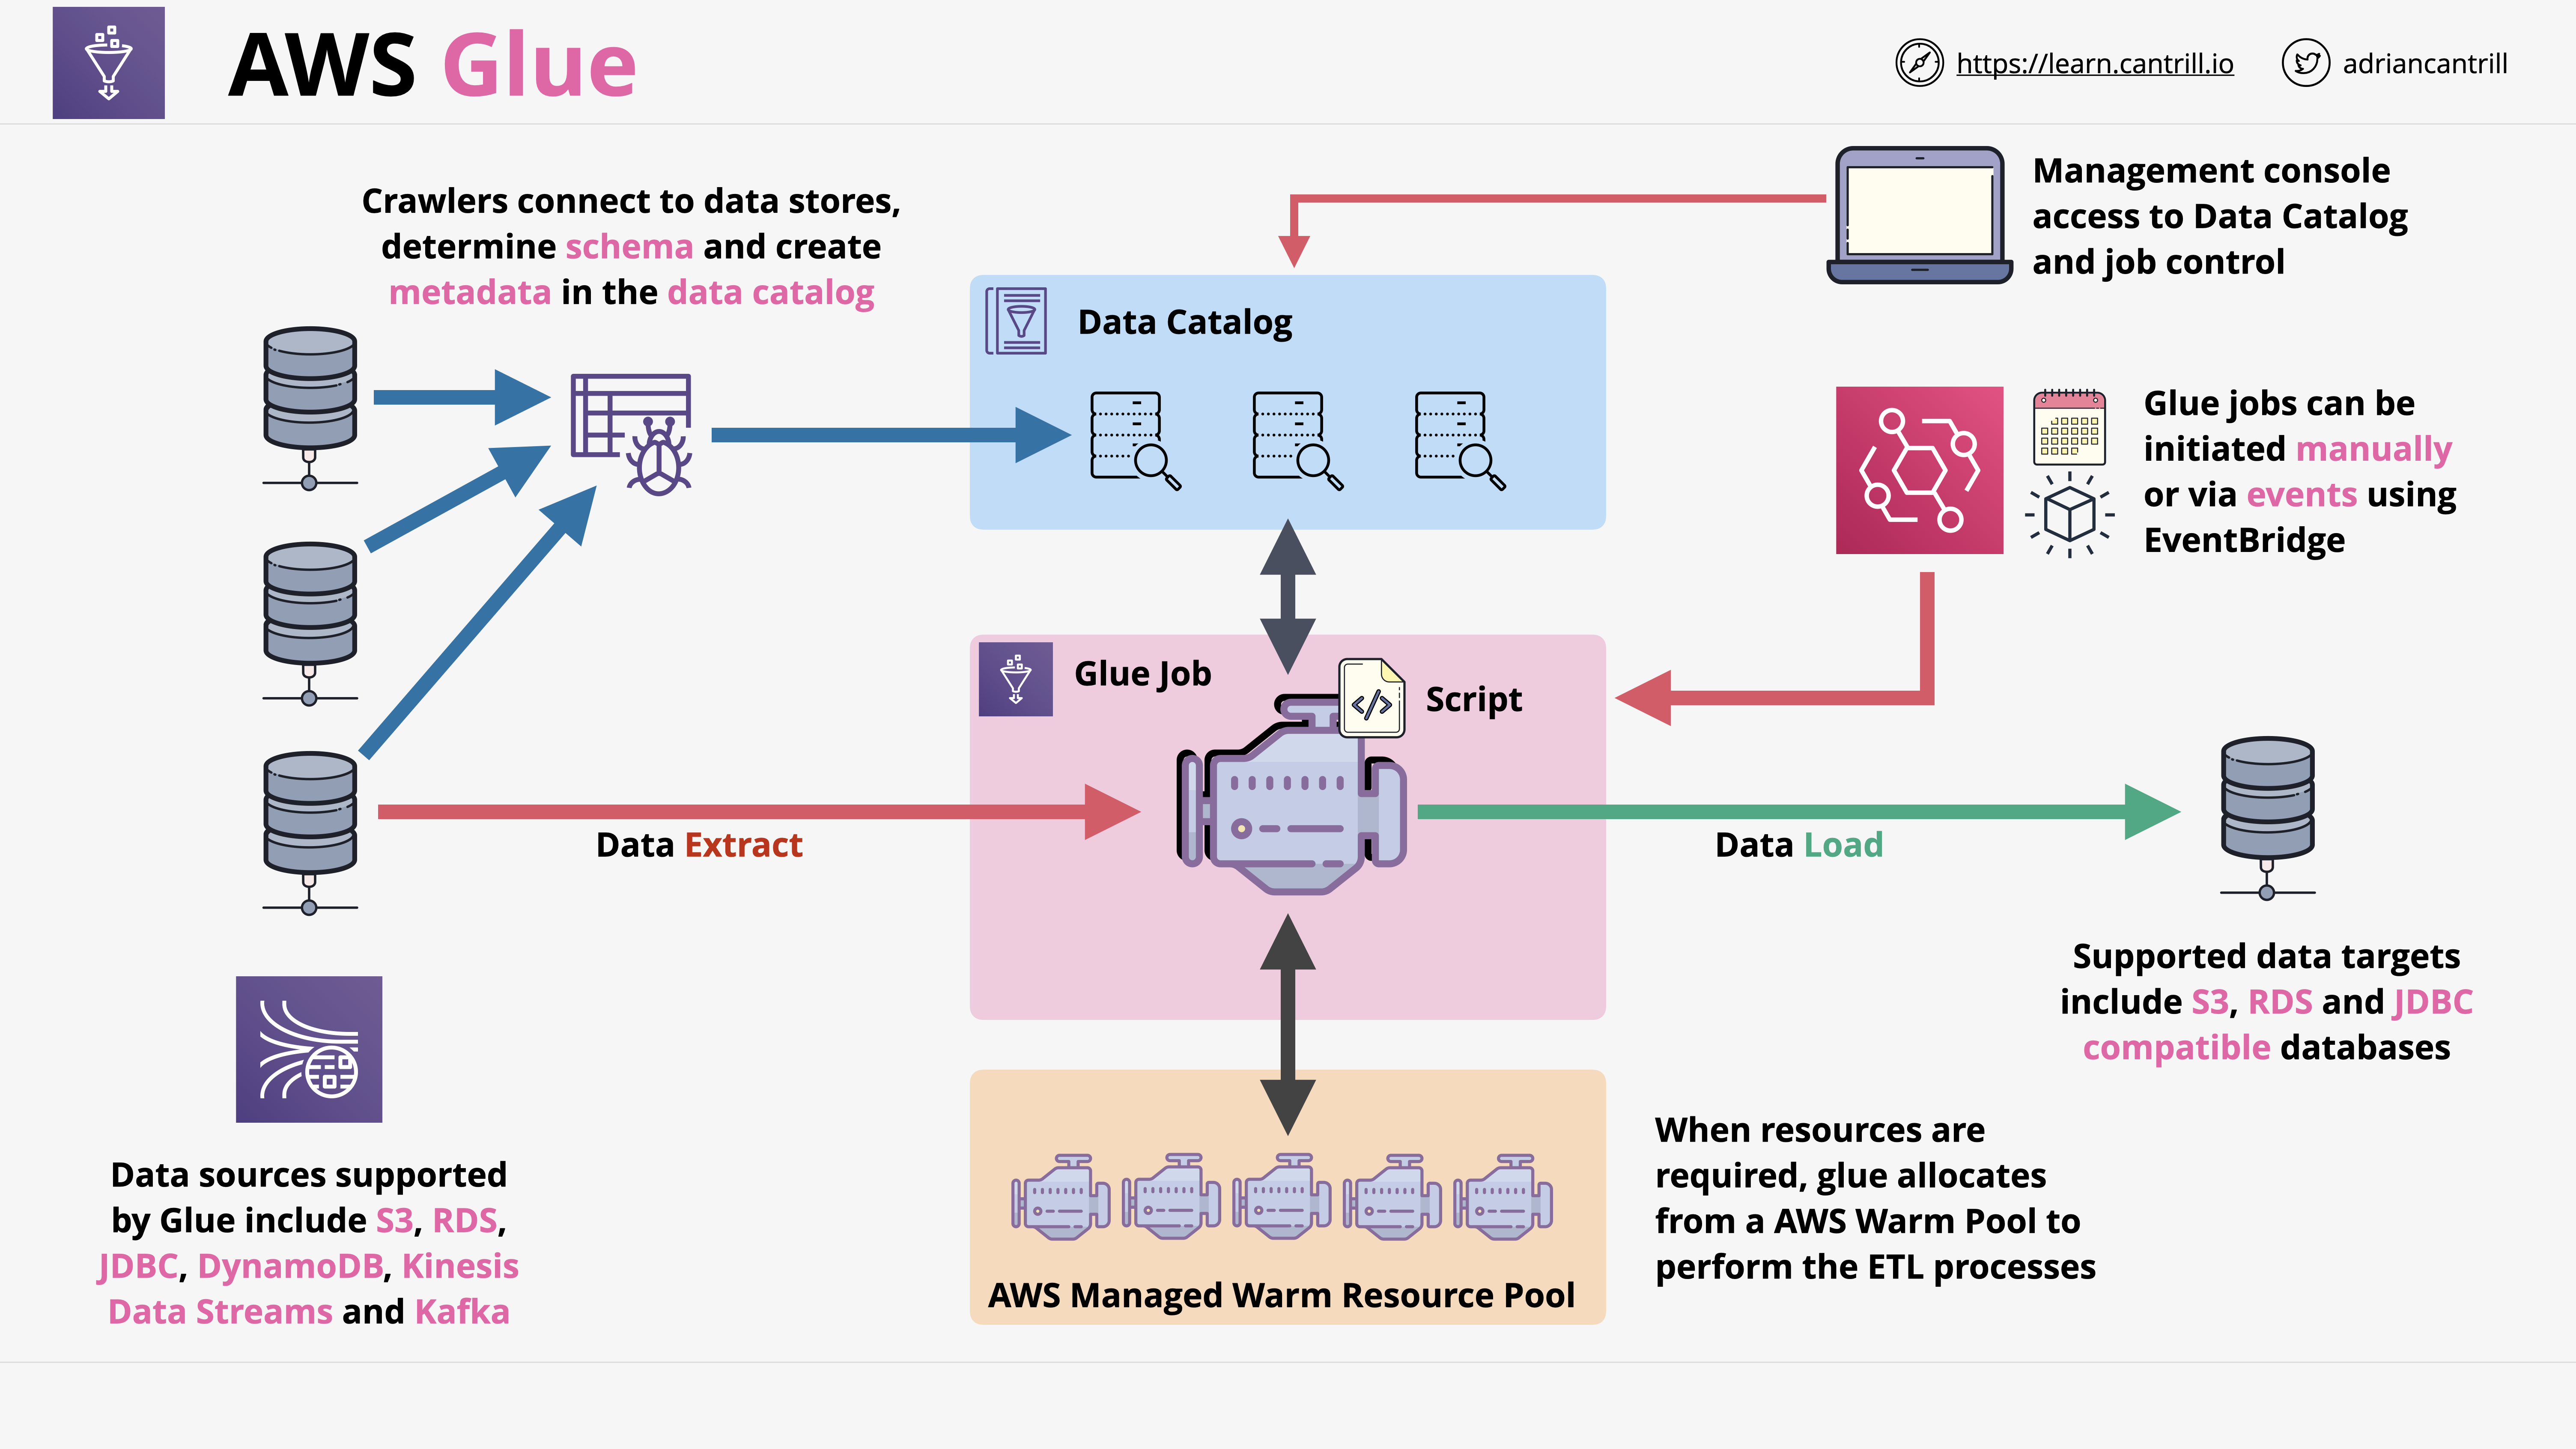 AWS Glue
https://learn.cantrill.io
adriancantrill
Crawlers connect to data stores,
determine schema and create
metadata in the data catalog
Management console
access to Data Catalog
and job control
Data Catalog
Glue jobs can be
initiated manually
or via events using
EventBridge
Glue Job
</>
Script
Data Extract
Data Load
Supported data targets
include S3, RDS and JDBC
compatible databases
Data sources supported
by Glue include S3, RDS,
JDBC, DynamoDB, Kinesis
Data Streams and Kafka
When resources are
required, glue allocates
from a AWS Warm Pool to
perform the ETL processes
AWS Managed Warm Resource Pool